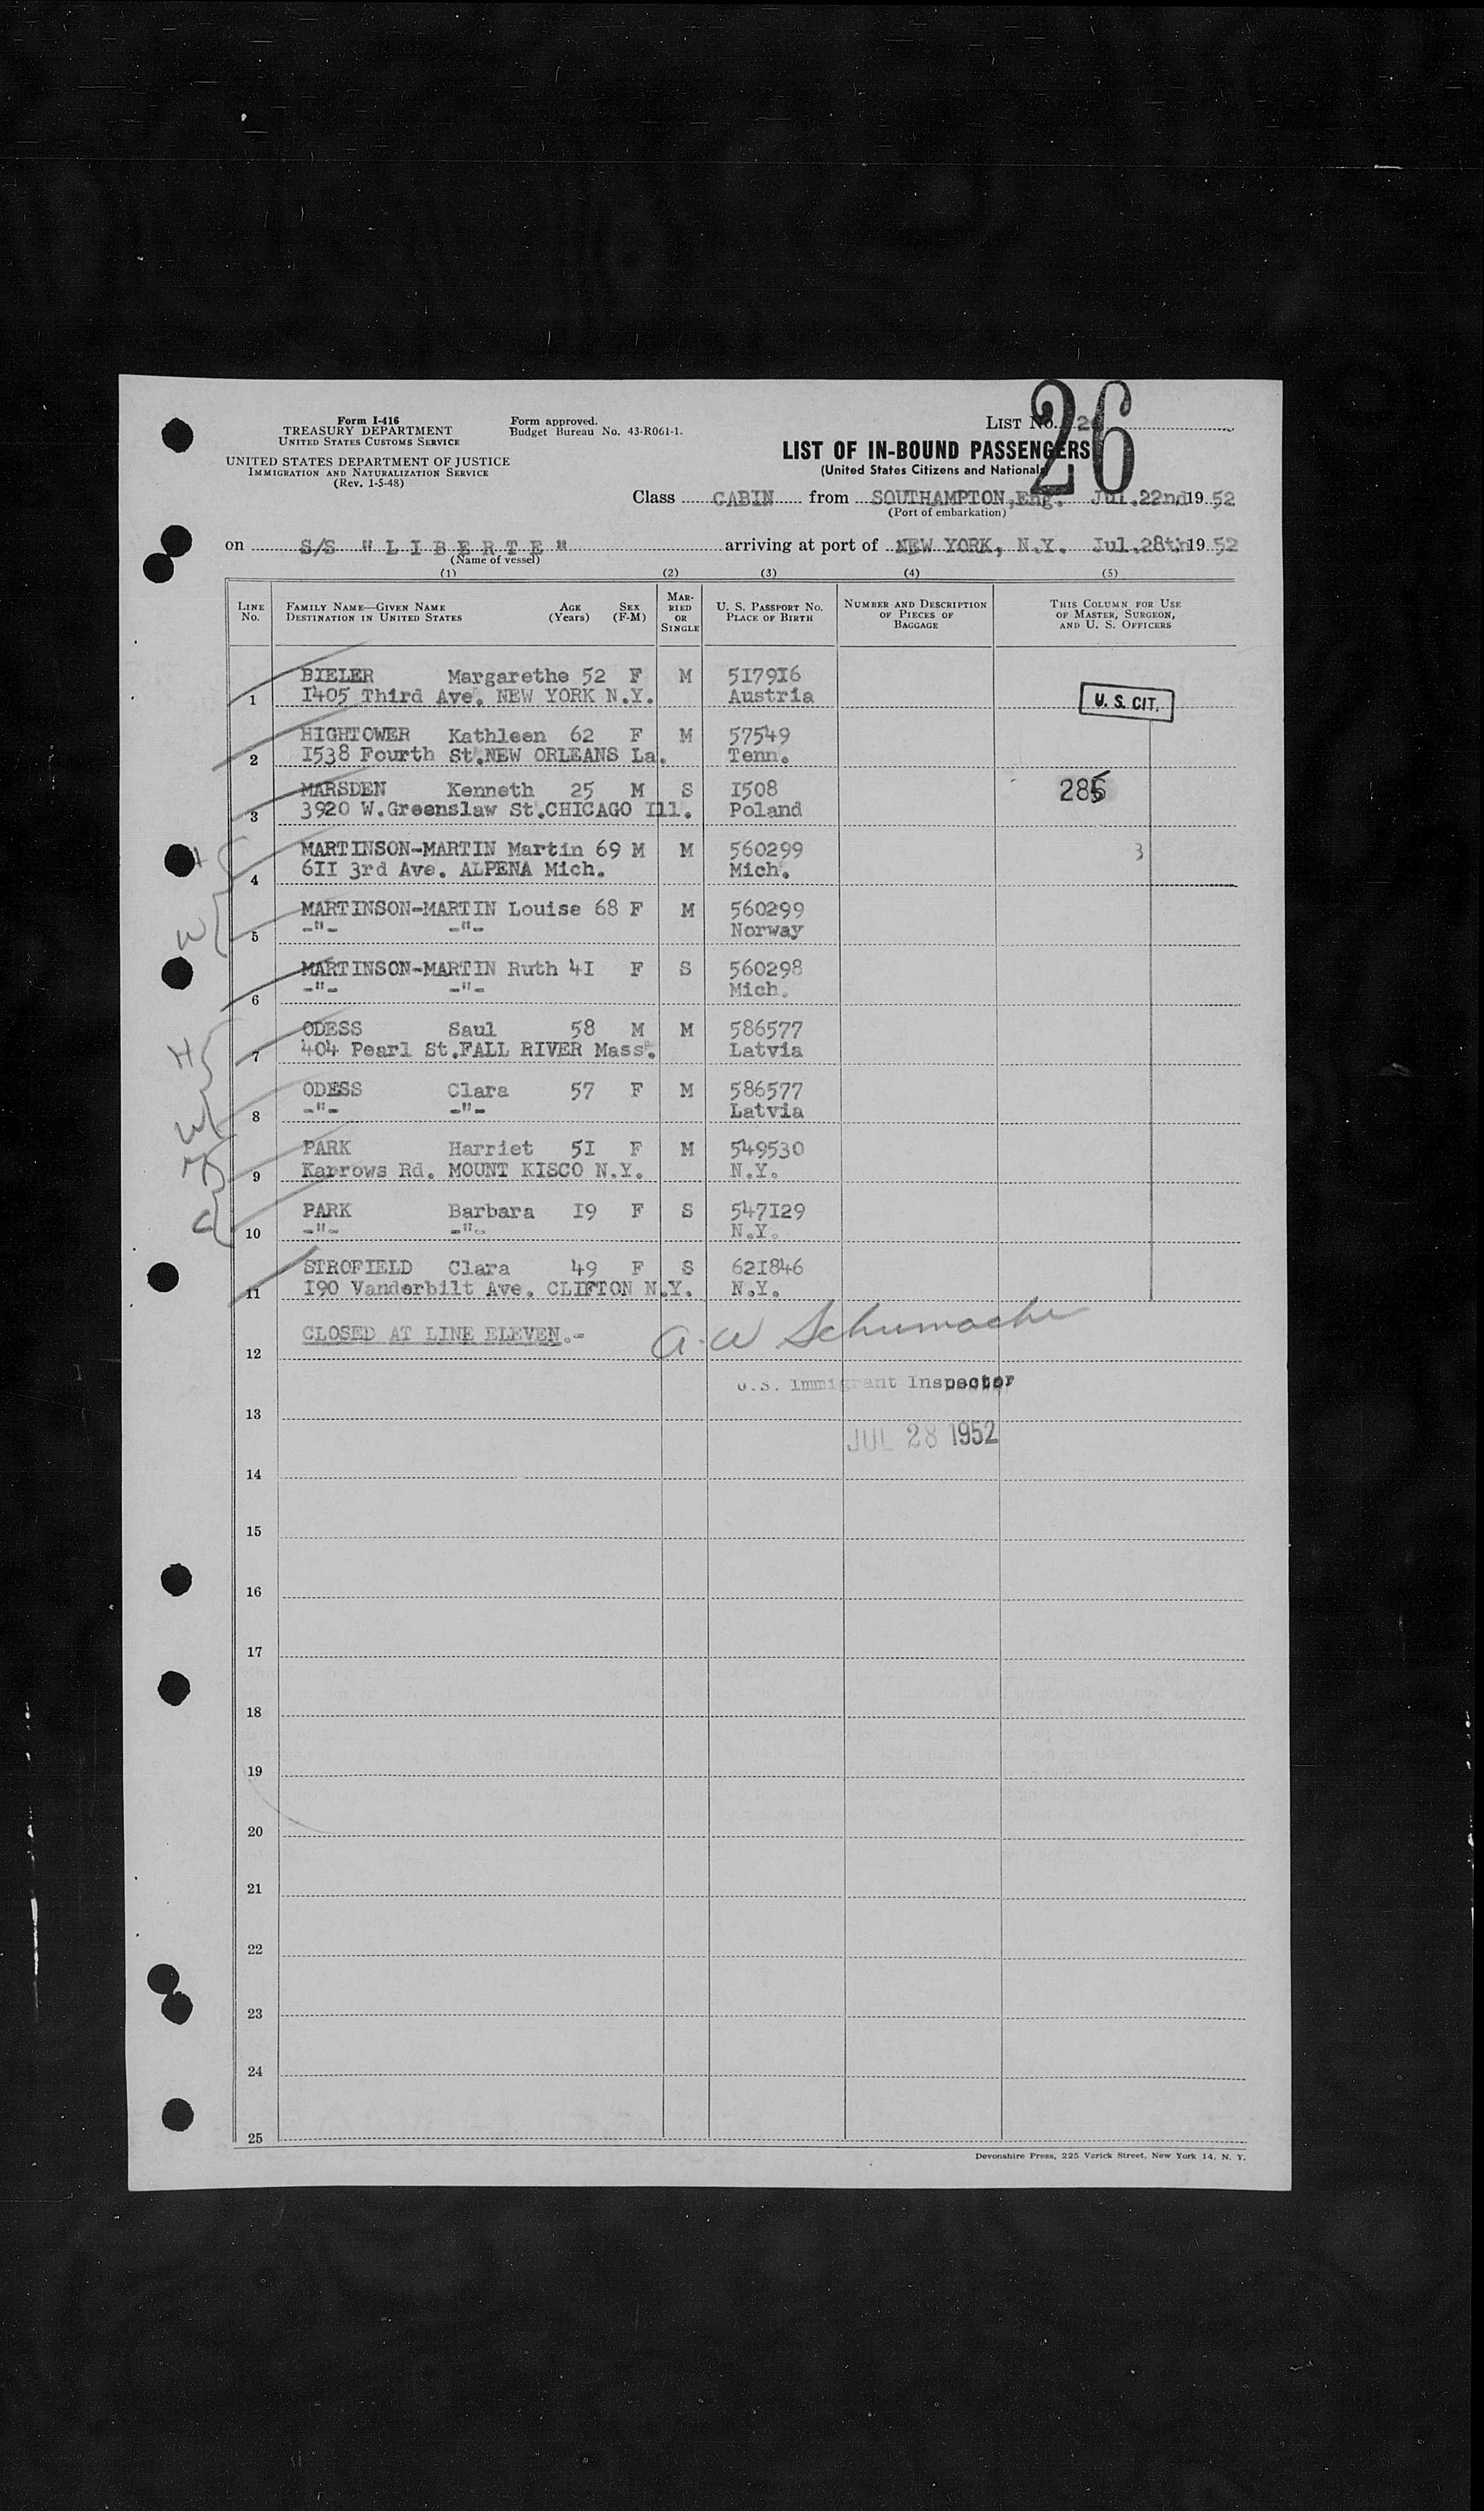 Form I-416
TREASURY DEPARTMENT
UNITED STATES CUSTOMS SERVICE
UNITED STATES DEPARTMENT OF JUSTICE
IMMIGRATION AND NATURALIZATION SERVICE
(Rev. 1-5-48)
Form approved.
Budget Bureau No. 43-R061-1.
LIST No. 26
26
LIST OF IN-BOUND PASSENGERS
(United States Citizens and Nationals
Class CABIN from SOUTHAMPTON,Eng. Jul.22nd 19 52
(Port of embarkation)
on S/S "L I B E R T E" arriving at port of NEW YORK, N.Y. Jul.28th 19 52
(Name of vessel)
(1) (2) (3) (4) (5)
LINE No. FAMILY NAME—GIVEN NAME DESTINATION IN UNITED STATES AGE (Years) SEX (F-M) MARRIED OR SINGLE U. S. PASSPORT No. PLACE OF BIRTH NUMBER AND DESCRIPTION OF PIECES OF BAGGAGE THIS COLUMN FOR USE OF MASTER, SURGEON, AND U. S. OFFICERS
BIELER Margarethe 52 F M 517916
1 1405 Third Ave. NEW YORK N.Y. Austria U. S. CIT.
HIGHTOWER Kathleen 62 F M 57549
2 1538 Fourth St.NEW ORLEANS La. Tenn.
MARSDEN Kenneth 25 M S 1508 285
3 3920 W.Greenslaw St.CHICAGO Ill. Poland
MARTINSON-MARTIN Martin 69 M M 560299 3
4 611 3rd Ave. ALPENA Mich. Mich.
MARTINSON-MARTIN Louise 68 F M 560299
W 5 -"- -"- Norway
MARTINSON-MARTIN Ruth 41 F S 560298
6 -"- -"- Mich.
ODESS Saul 58 M M 586577
H 7 404 Pearl St.FALL RIVER Mass. Latvia
ODESS Clara 57 F M 586577
W 8 -"- -"- Latvia
PARK Harriet 51 F M 549530
9 Karrows Rd. MOUNT KISCO N.Y. N.Y.
PARK Barbara 19 F S 547129
C 10 -"- -"- N.Y.
STROFIELD Clara 49 F S 621846
11 190 Vanderbilt Ave. CLIFTON N.Y. N.Y.
12 CLOSED AT LINE ELEVEN.- A.W Schumache
U.S. Immigrant Inspector
13
JUL 28 1952
14
15
16
17
18
19
20
21
22
23
24
25
Devonshire Press, 225 Varick Street, New York 14, N. Y.